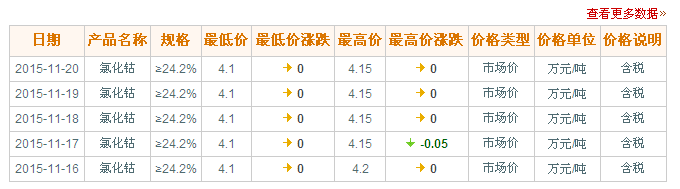 查看更多数据»
日期 产品名称 规格 最低价 最低价涨跌 最高价 最高价涨跌 价格类型 价格单位 价格说明
2015-11-20 氯化钴 ≥24.2% 4.1 → 0 4.15 → 0 市场价 万元/吨 含税
2015-11-19 氯化钴 ≥24.2% 4.1 → 0 4.15 → 0 市场价 万元/吨 含税
2015-11-18 氯化钴 ≥24.2% 4.1 → 0 4.15 → 0 市场价 万元/吨 含税
2015-11-17 氯化钴 ≥24.2% 4.1 → 0 4.15 ↓ -0.05 市场价 万元/吨 含税
2015-11-16 氯化钴 ≥24.2% 4.1 → 0 4.2 → 0 市场价 万元/吨 含税